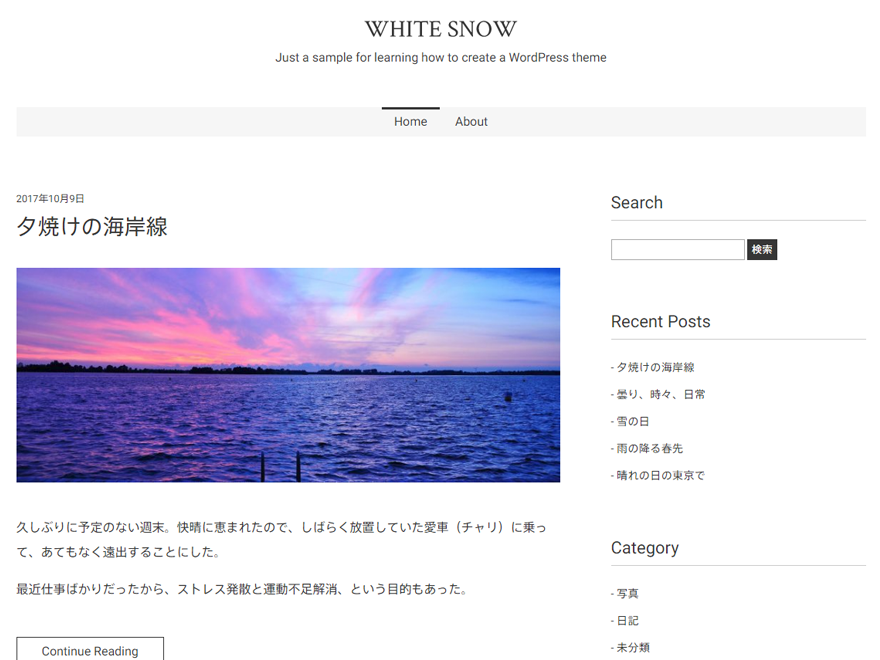 WHITE SNOW
Just a sample for learning how to create a WordPress theme
Home
About
2017年10月9日
夕焼けの海岸線
久しぶりに予定のない週末。快晴に恵まれたので、しばらく放置していた愛車（チャリ）に乗っ
て、あてもなく遠出することにした。
最近仕事ばかりだったから、ストレス発散と運動不足解消、という目的もあった。
Continue Reading
Search
検索
Recent Posts
- 夕焼けの海岸線
- 曇り、時々、日常
- 雪の日
- 雨の降る春先
- 晴れの日の東京で
Category
- 写真
- 日記
- 未分類